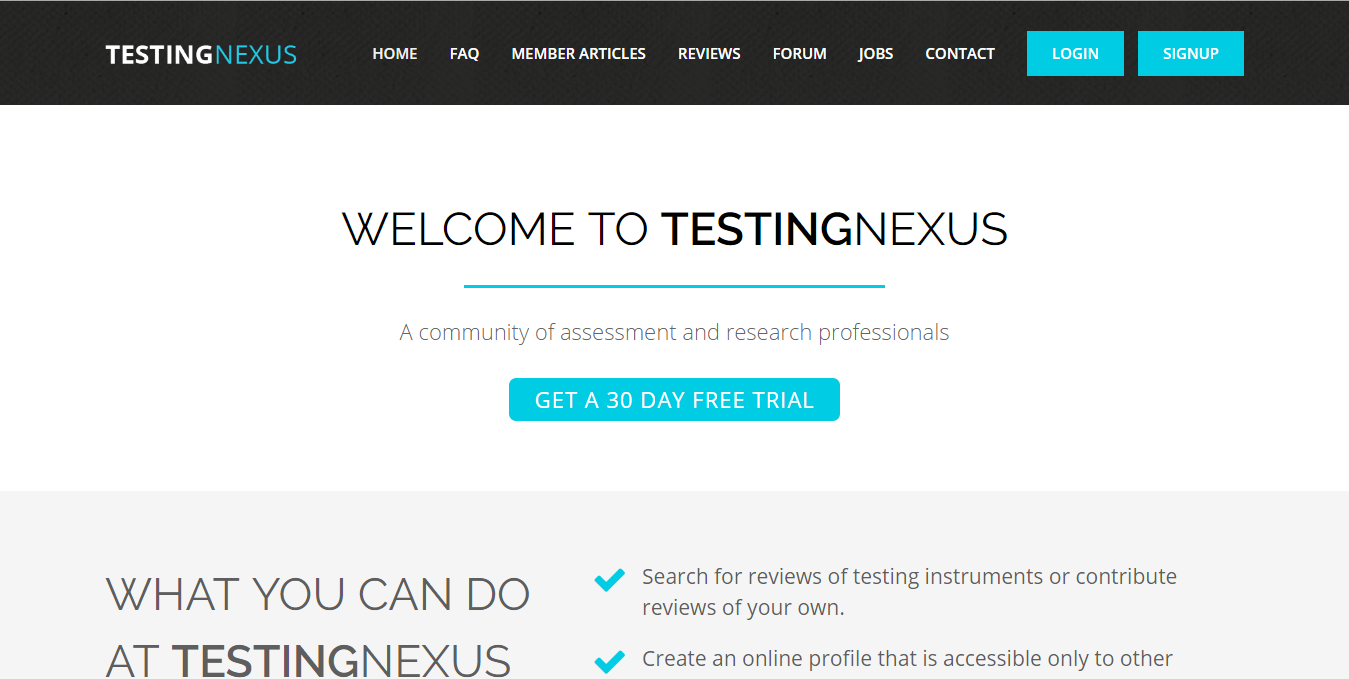 TESTINGNEXUS HOME FAQ MEMBER ARTICLES REVIEWS FORUM JOBS CONTACT LOGIN SIGNUP
WELCOME TO TESTINGNEXUS
A community of assessment and research professionals
GET A 30 DAY FREE TRIAL
WHAT YOU CAN DO
AT TESTINGNEXUS
Search for reviews of testing instruments or contribute
reviews of your own.
Create an online profile that is accessible only to other